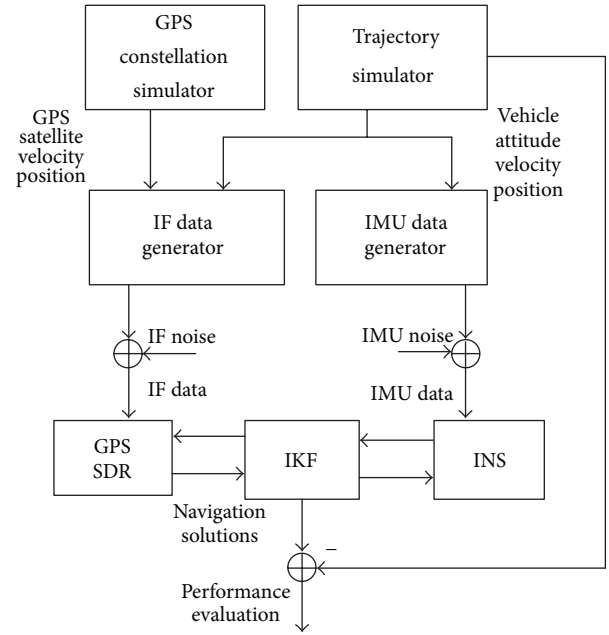 GPS
constellation
simulator
Trajectory
simulator
GPS
satellite
velocity
position
Vehicle
attitude
velocity
position
IF data
generator
IMU data
generator
IF noise
IMU noise
IF data
IMU data
GPS
SDR
IKF
INS
Navigation
solutions
−
Performance
evaluation